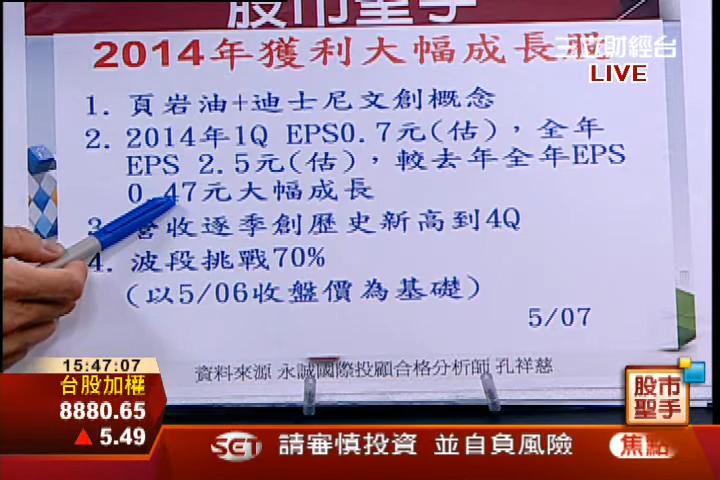 股市聖手
2014年獲利大幅成長股
三立財經台
LIVE
1. 頁岩油+迪士尼文創概念
2. 2014年1Q EPS0.7元(估)，全年
EPS 2.5元(估)，較去年全年EPS
0.47元大幅成長
3. 營收逐季創歷史新高到4Q
4. 波段挑戰70%
(以5/06收盤價為基礎)
5/07
資料來源 永誠國際投顧合格分析師 孔祥慈
15:47:07
台股加權
8880.65
▲ 5.49
股市
聖手
SET 請審慎投資 並自負風險
焦點